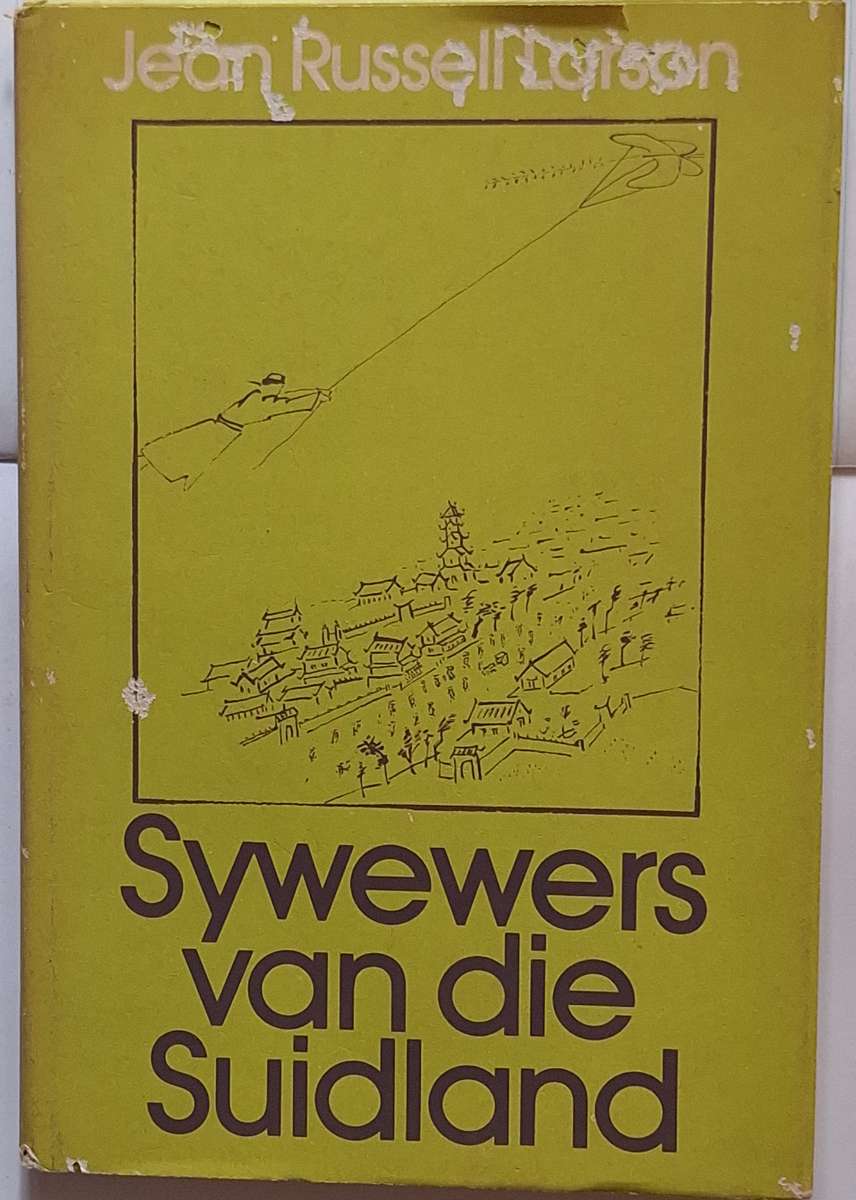 Jean Russell Larson
Sywewers
van die
Suidland